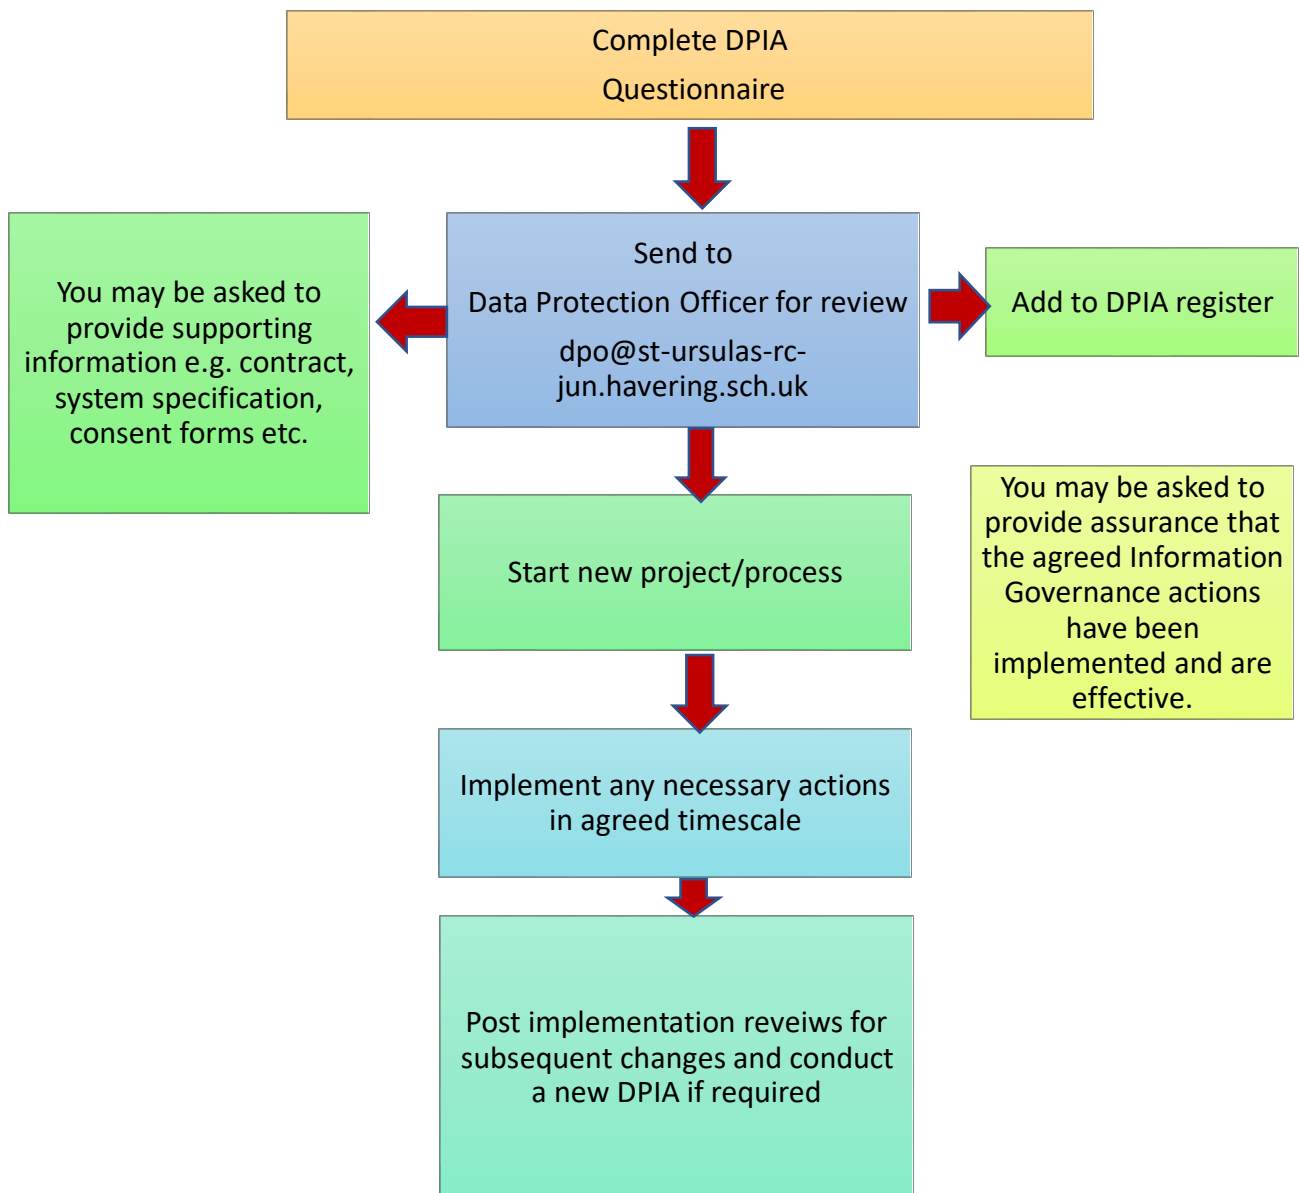 Complete DPIA
Questionnaire
Send to
Data Protection Officer for review
dpo@st-ursulas-rc-
jun.havering.sch.uk
You may be asked to
provide supporting
information e.g. contract,
system specification,
consent forms etc.
Add to DPIA register
Start new project/process
You may be asked to
provide assurance that
the agreed Information
Governance actions
have been
implemented and are
effective.
Implement any necessary actions
in agreed timescale
Post implementation reveiws for
subsequent changes and conduct
a new DPIA if required